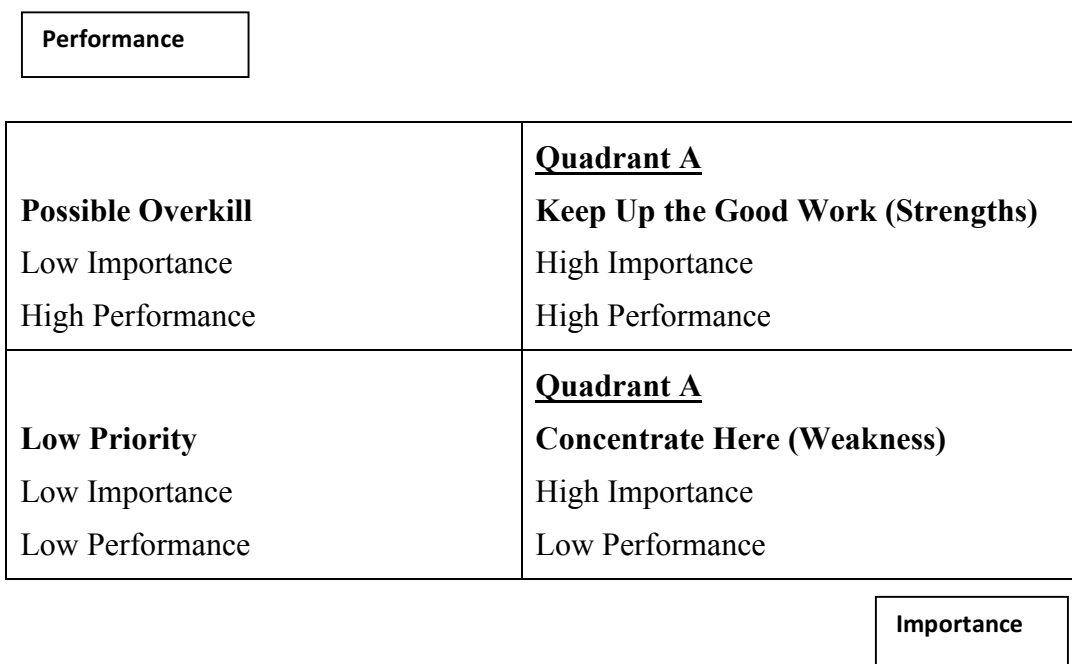 Performance
Possible Overkill
Low Importance
High Performance
Quadrant A
Keep Up the Good Work (Strengths)
High Importance
High Performance
Low Priority
Low Importance
Low Performance
Quadrant A
Concentrate Here (Weakness)
High Importance
Low Performance
Importance